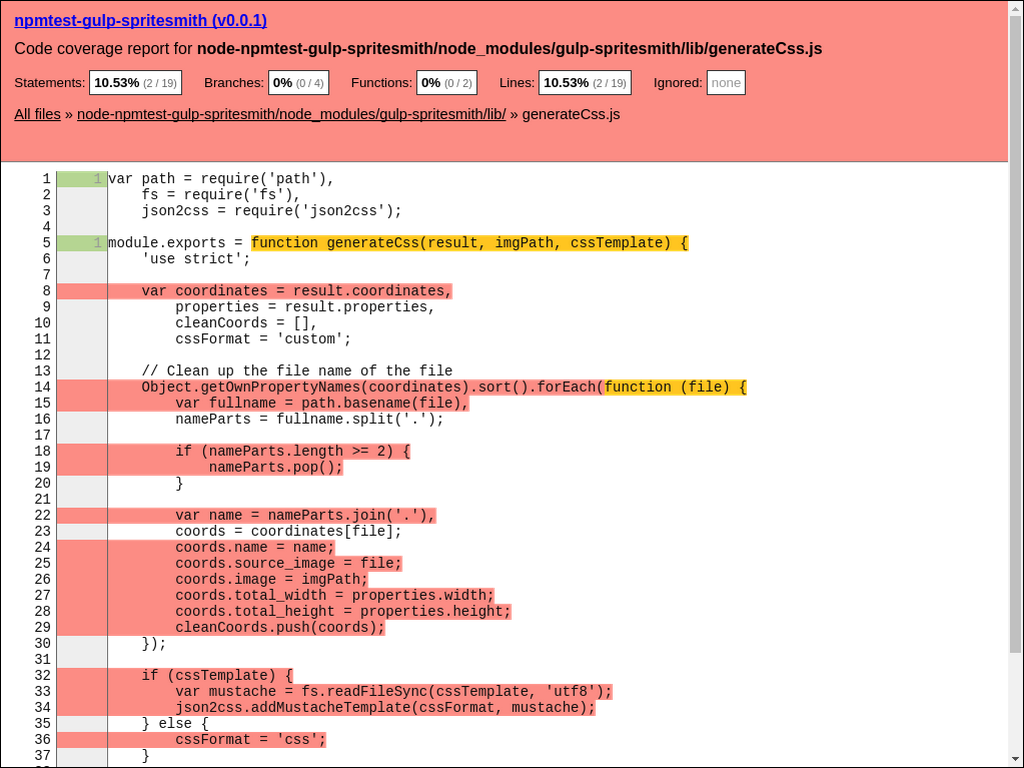 npmtest-gulp-spritesmith (v0.0.1)
Code coverage report for node-npmtest-gulp-spritesmith/node_modules/gulp-spritesmith/lib/generateCss.js
Statements: 10.53% (2 / 19) Branches: 0% (0 / 4) Functions: 0% (0 / 2) Lines: 10.53% (2 / 19) Ignored: none
All files » node-npmtest-gulp-spritesmith/node_modules/gulp-spritesmith/lib/ » generateCss.js
1 1 var path = require('path'),
2 fs = require('fs'),
3 json2css = require('json2css');
4
5 1 module.exports = function generateCss(result, imgPath, cssTemplate) {
6 'use strict';
7
8 var coordinates = result.coordinates,
9 properties = result.properties,
10 cleanCoords = [],
11 cssFormat = 'custom';
12
13 // Clean up the file name of the file
14 Object.getOwnPropertyNames(coordinates).sort().forEach(function (file) {
15 var fullname = path.basename(file),
16 nameParts = fullname.split('.');
17
18 if (nameParts.length >= 2) {
19 nameParts.pop();
20 }
21
22 var name = nameParts.join('.'),
23 coords = coordinates[file];
24 coords.name = name;
25 coords.source_image = file;
26 coords.image = imgPath;
27 coords.total_width = properties.width;
28 coords.total_height = properties.height;
29 cleanCoords.push(coords);
30 });
31
32 if (cssTemplate) {
33 var mustache = fs.readFileSync(cssTemplate, 'utf8');
34 json2css.addMustacheTemplate(cssFormat, mustache);
35 } else {
36 cssFormat = 'css';
37 }